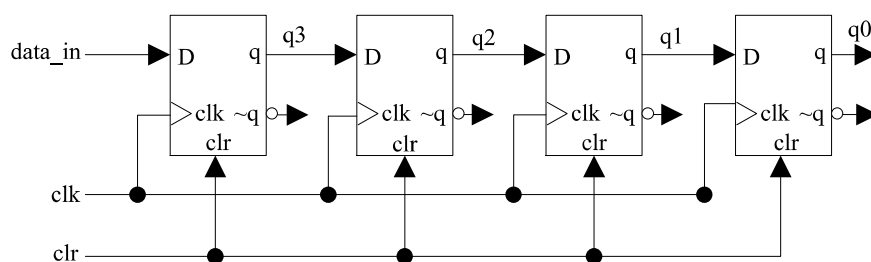 data_in D q q3 D q q2 D q q1 D q q0
clk ~q clk ~q clk ~q clk ~q
clr clr clr clr
clk
clr